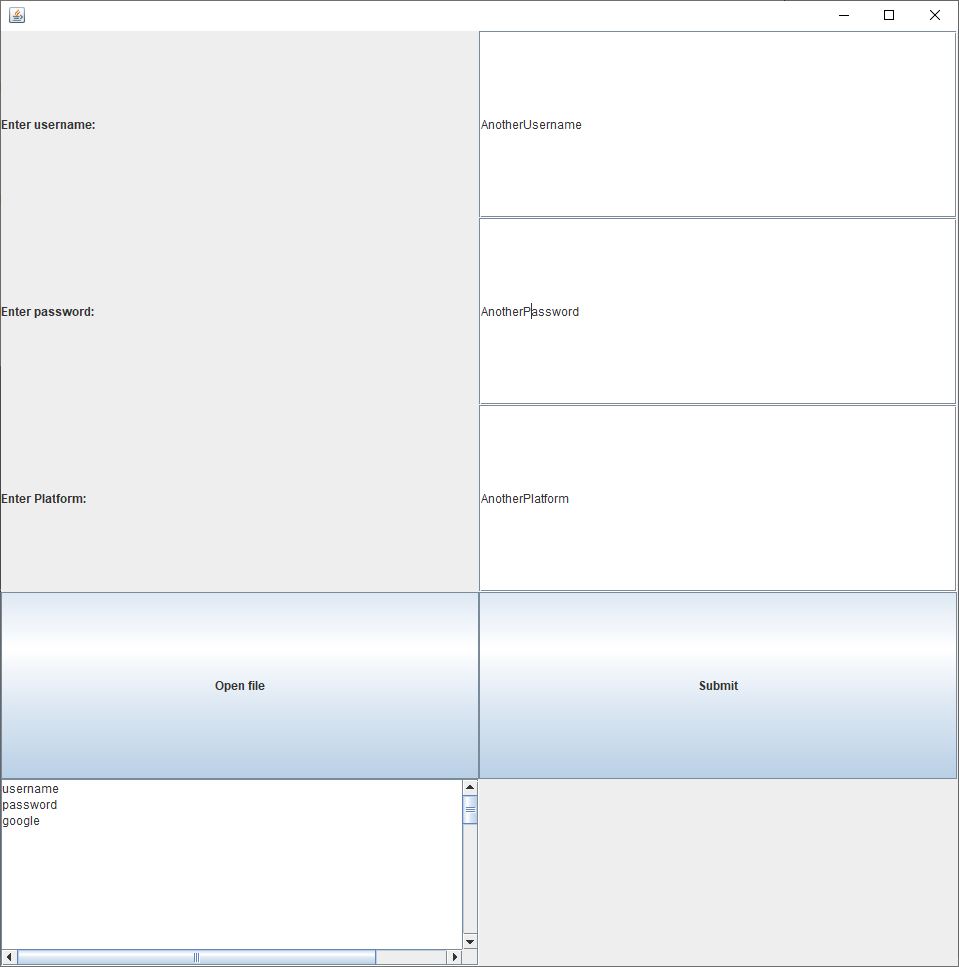 Enter username:
AnotherUsername
Enter password:
AnotherPassword
Enter Platform:
AnotherPlatform
Open file
Submit
username
password
google